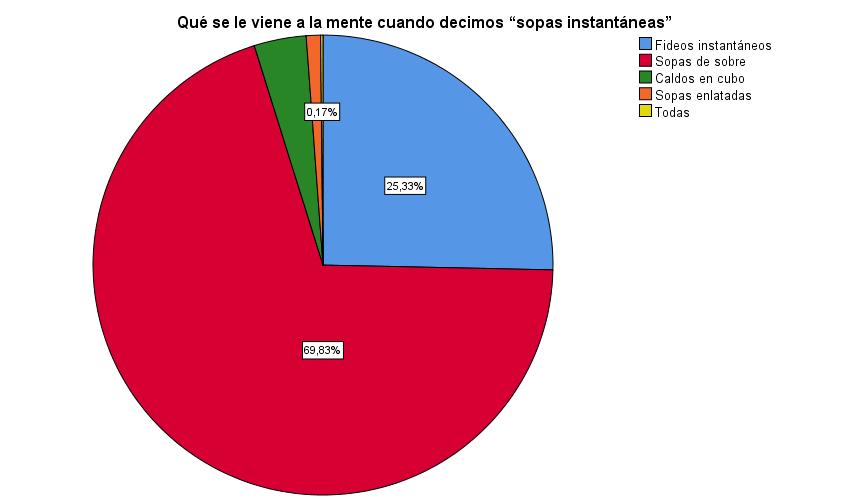 Qué se le viene a la mente cuando decimos “sopas instantáneas”
Fideos instantáneos
Sopas de sobre
Caldos en cubo
Sopas enlatadas
Todas
0,17%
25,33%
69,83%